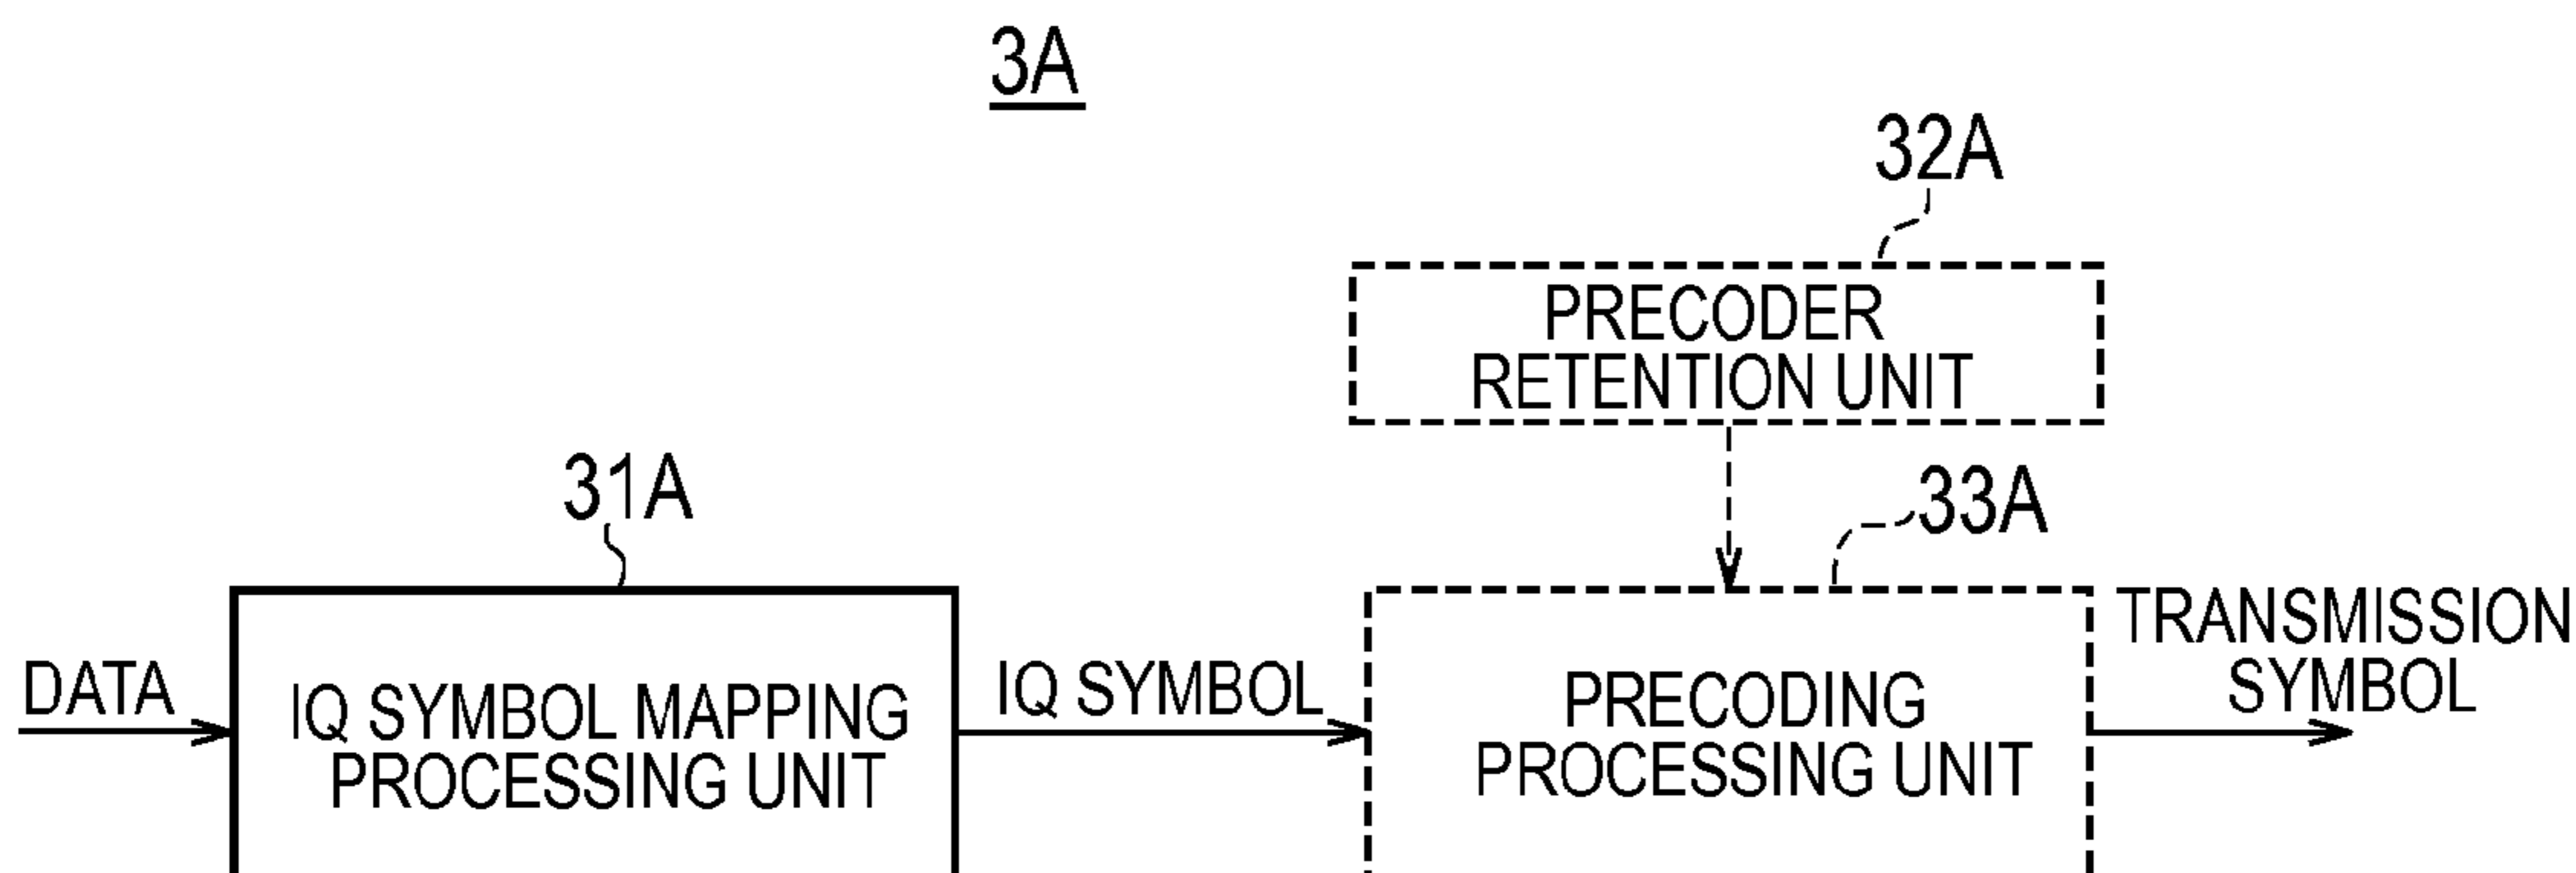 3A
32A
PRECODER
RETENTION UNIT
31A
33A
DATA
IQ SYMBOL MAPPING
PROCESSING UNIT
IQ SYMBOL
PRECODING
PROCESSING UNIT
TRANSMISSION
SYMBOL